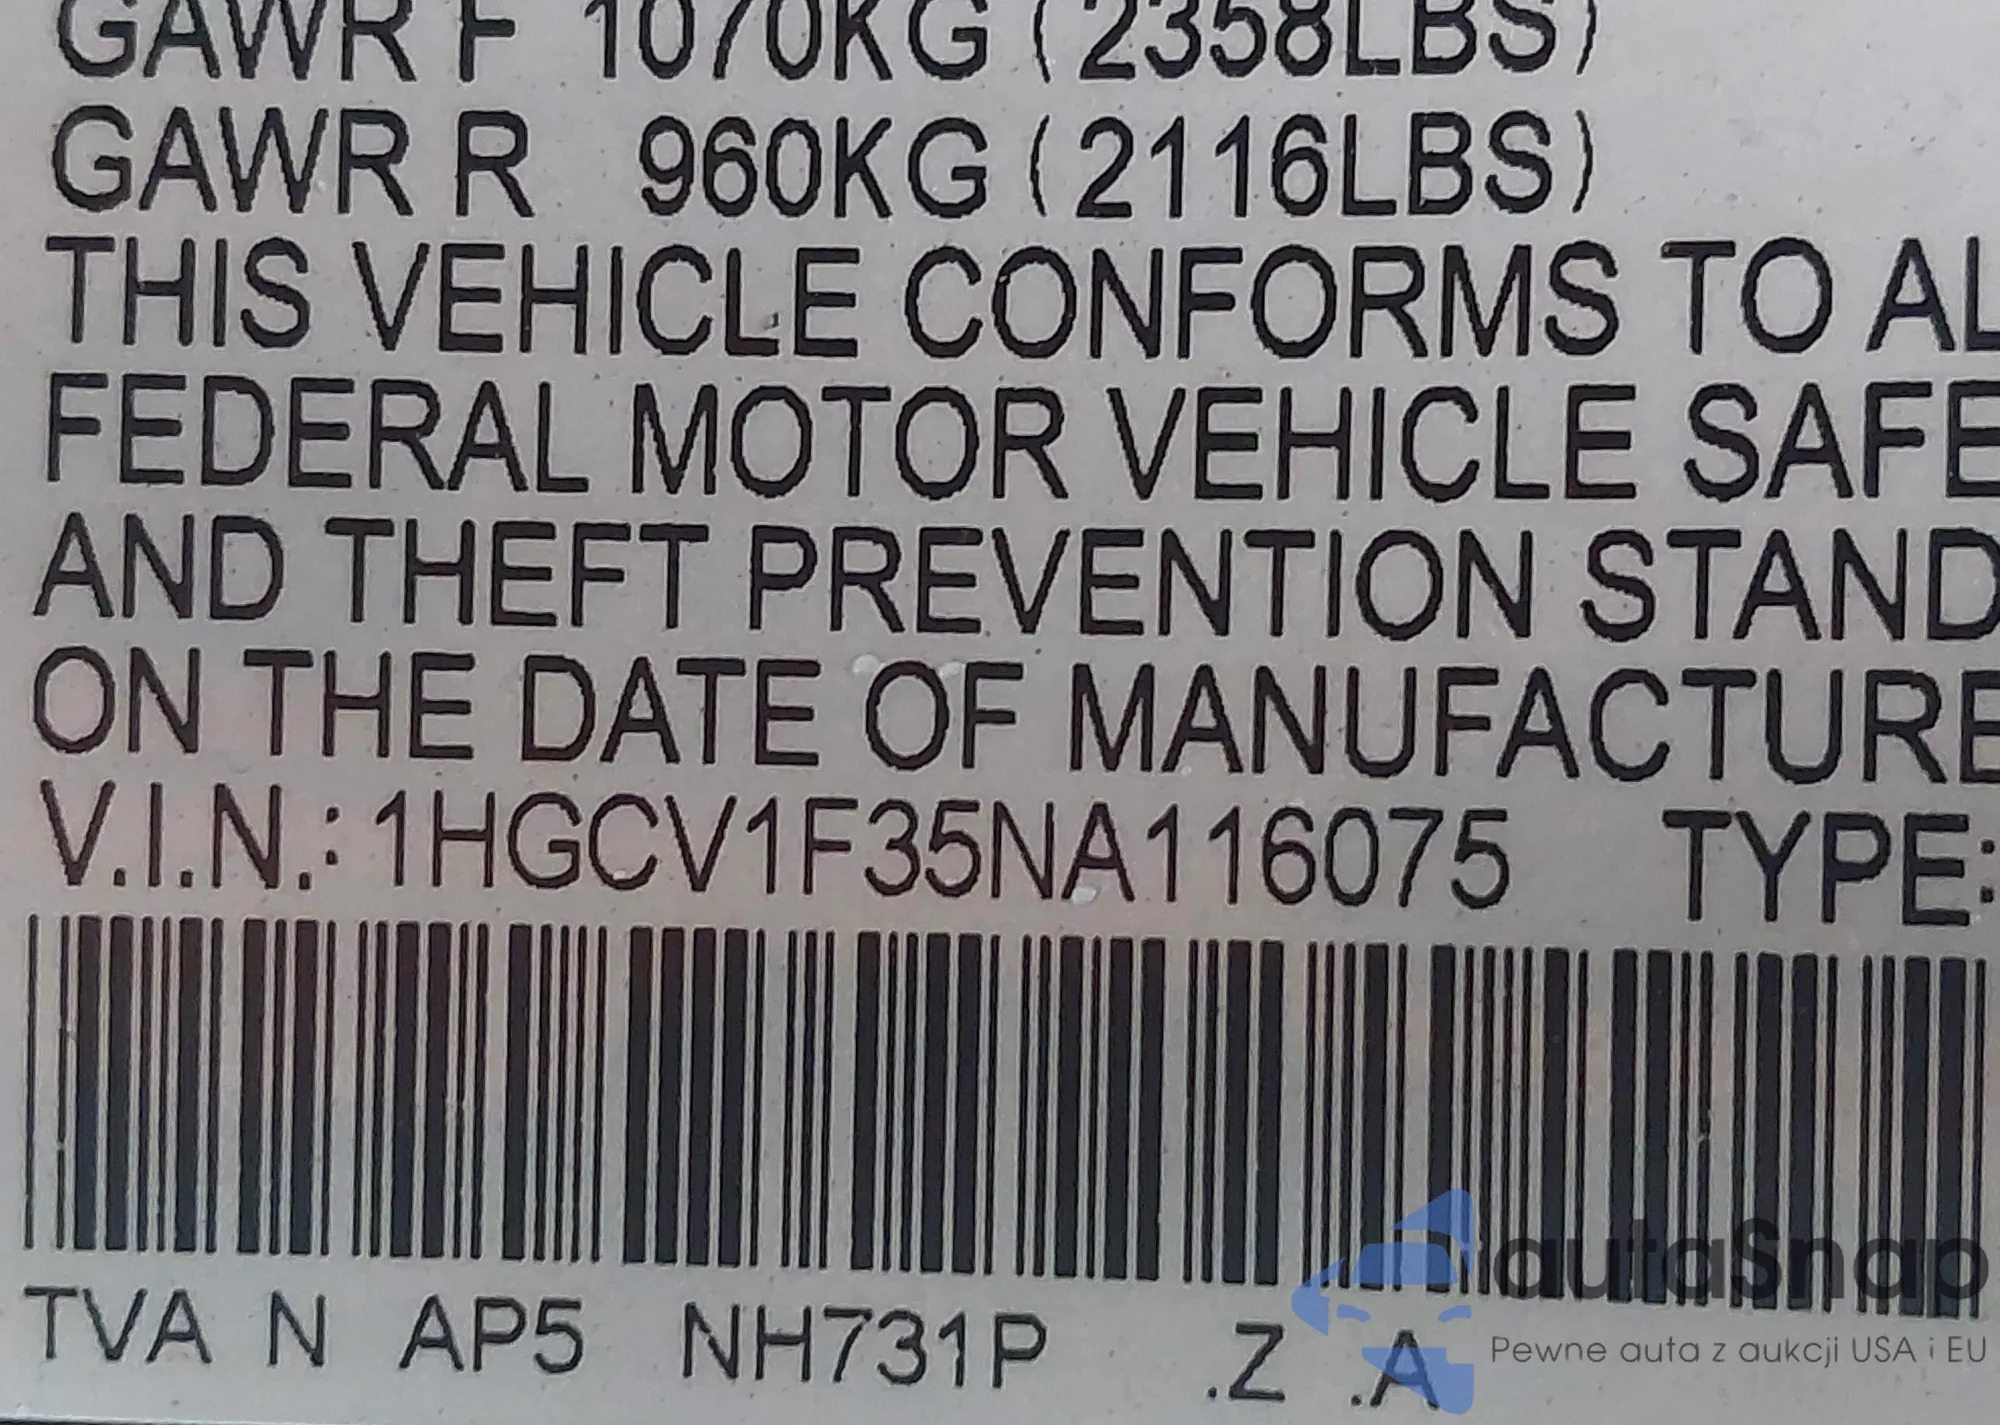 GAWR F 1070KG (2358LBS)
GAWR R 960KG (2116LBS)
THIS VEHICLE CONFORMS TO AL
FEDERAL MOTOR VEHICLE SAFE
AND THEFT PREVENTION STAND
ON THE DATE OF MANUFACTURE
V.I.N.: 1HGCV1F35NA116075 TYPE:
TVA N AP5 NH731P .Z .A
autaSnap
Pewne auta z aukcji USA i EU